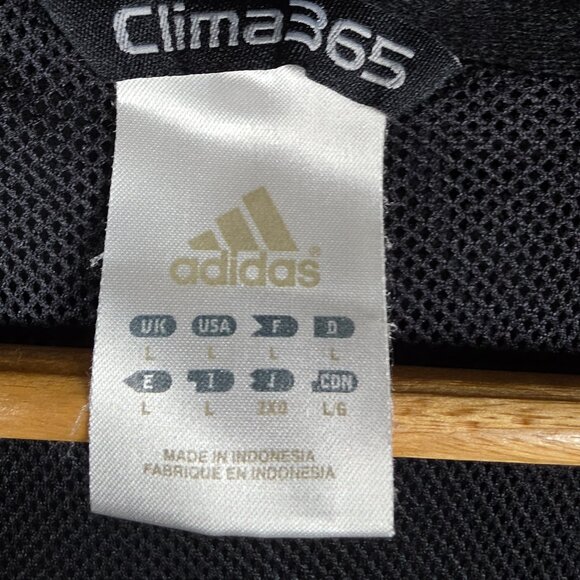 Clima365
adidas®
UK USA F D
L L L L
E I J CDN
L L 2XO L/G
MADE IN INDONESIA
FABRIQUE EN INDONESIA